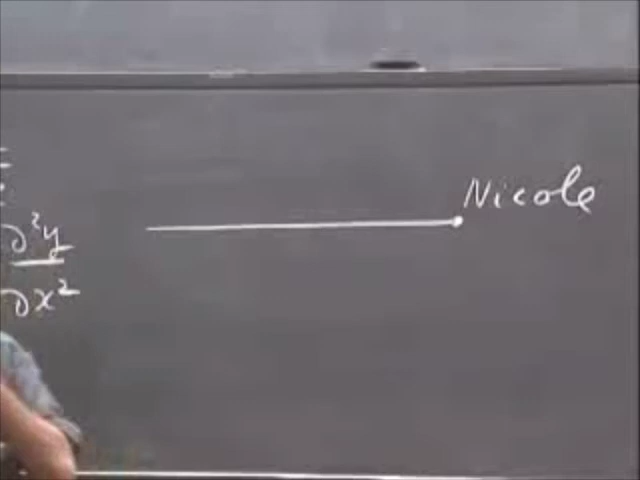 Nicole
∂²y
∂x²